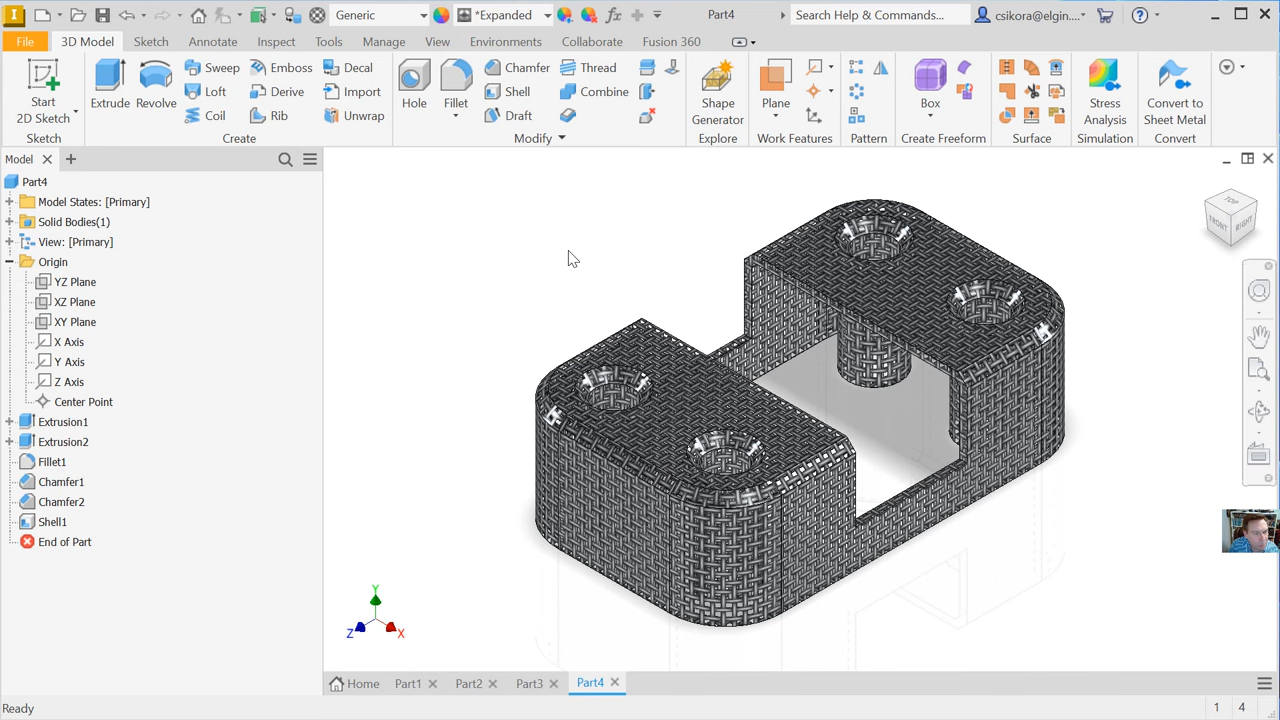 Generic
*Expanded
Part4
Search Help & Commands...
csikora@elgin....
File
3D Model
Sketch
Annotate
Inspect
Tools
Manage
View
Environments
Collaborate
Fusion 360
Start
2D Sketch
Sketch
Extrude
Revolve
Sweep
Loft
Coil
Emboss
Derive
Rib
Decal
Import
Unwrap
Create
Hole
Fillet
Chamfer
Shell
Draft
Thread
Combine
Modify
Shape
Generator
Explore
Plane
Work Features
Pattern
Box
Create Freeform
Surface
Stress
Analysis
Simulation
Convert to
Sheet Metal
Convert
Model
Part4
Model States: [Primary]
Solid Bodies(1)
View: [Primary]
Origin
YZ Plane
XZ Plane
XY Plane
X Axis
Y Axis
Z Axis
Center Point
Extrusion1
Extrusion2
Fillet1
Chamfer1
Chamfer2
Shell1
End of Part
TOP
FRONT
RIGHT
Y
Z
X
Home
Part1
Part2
Part3
Part4
Ready
1
4